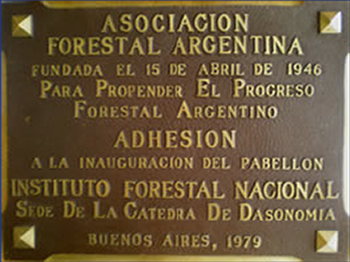 ASOCIACION
FORESTAL ARGENTINA
FUNDADA EL 15 DE ABRIL DE 1946
PARA PROPENDER EL PROGRESO
FORESTAL ARGENTINO
ADHESION
A LA INAUGURACION DEL PABELLON
INSTITUTO FORESTAL NACIONAL
SEDE DE LA CATEDRA DE DASONOMIA
BUENOS AIRES, 1979